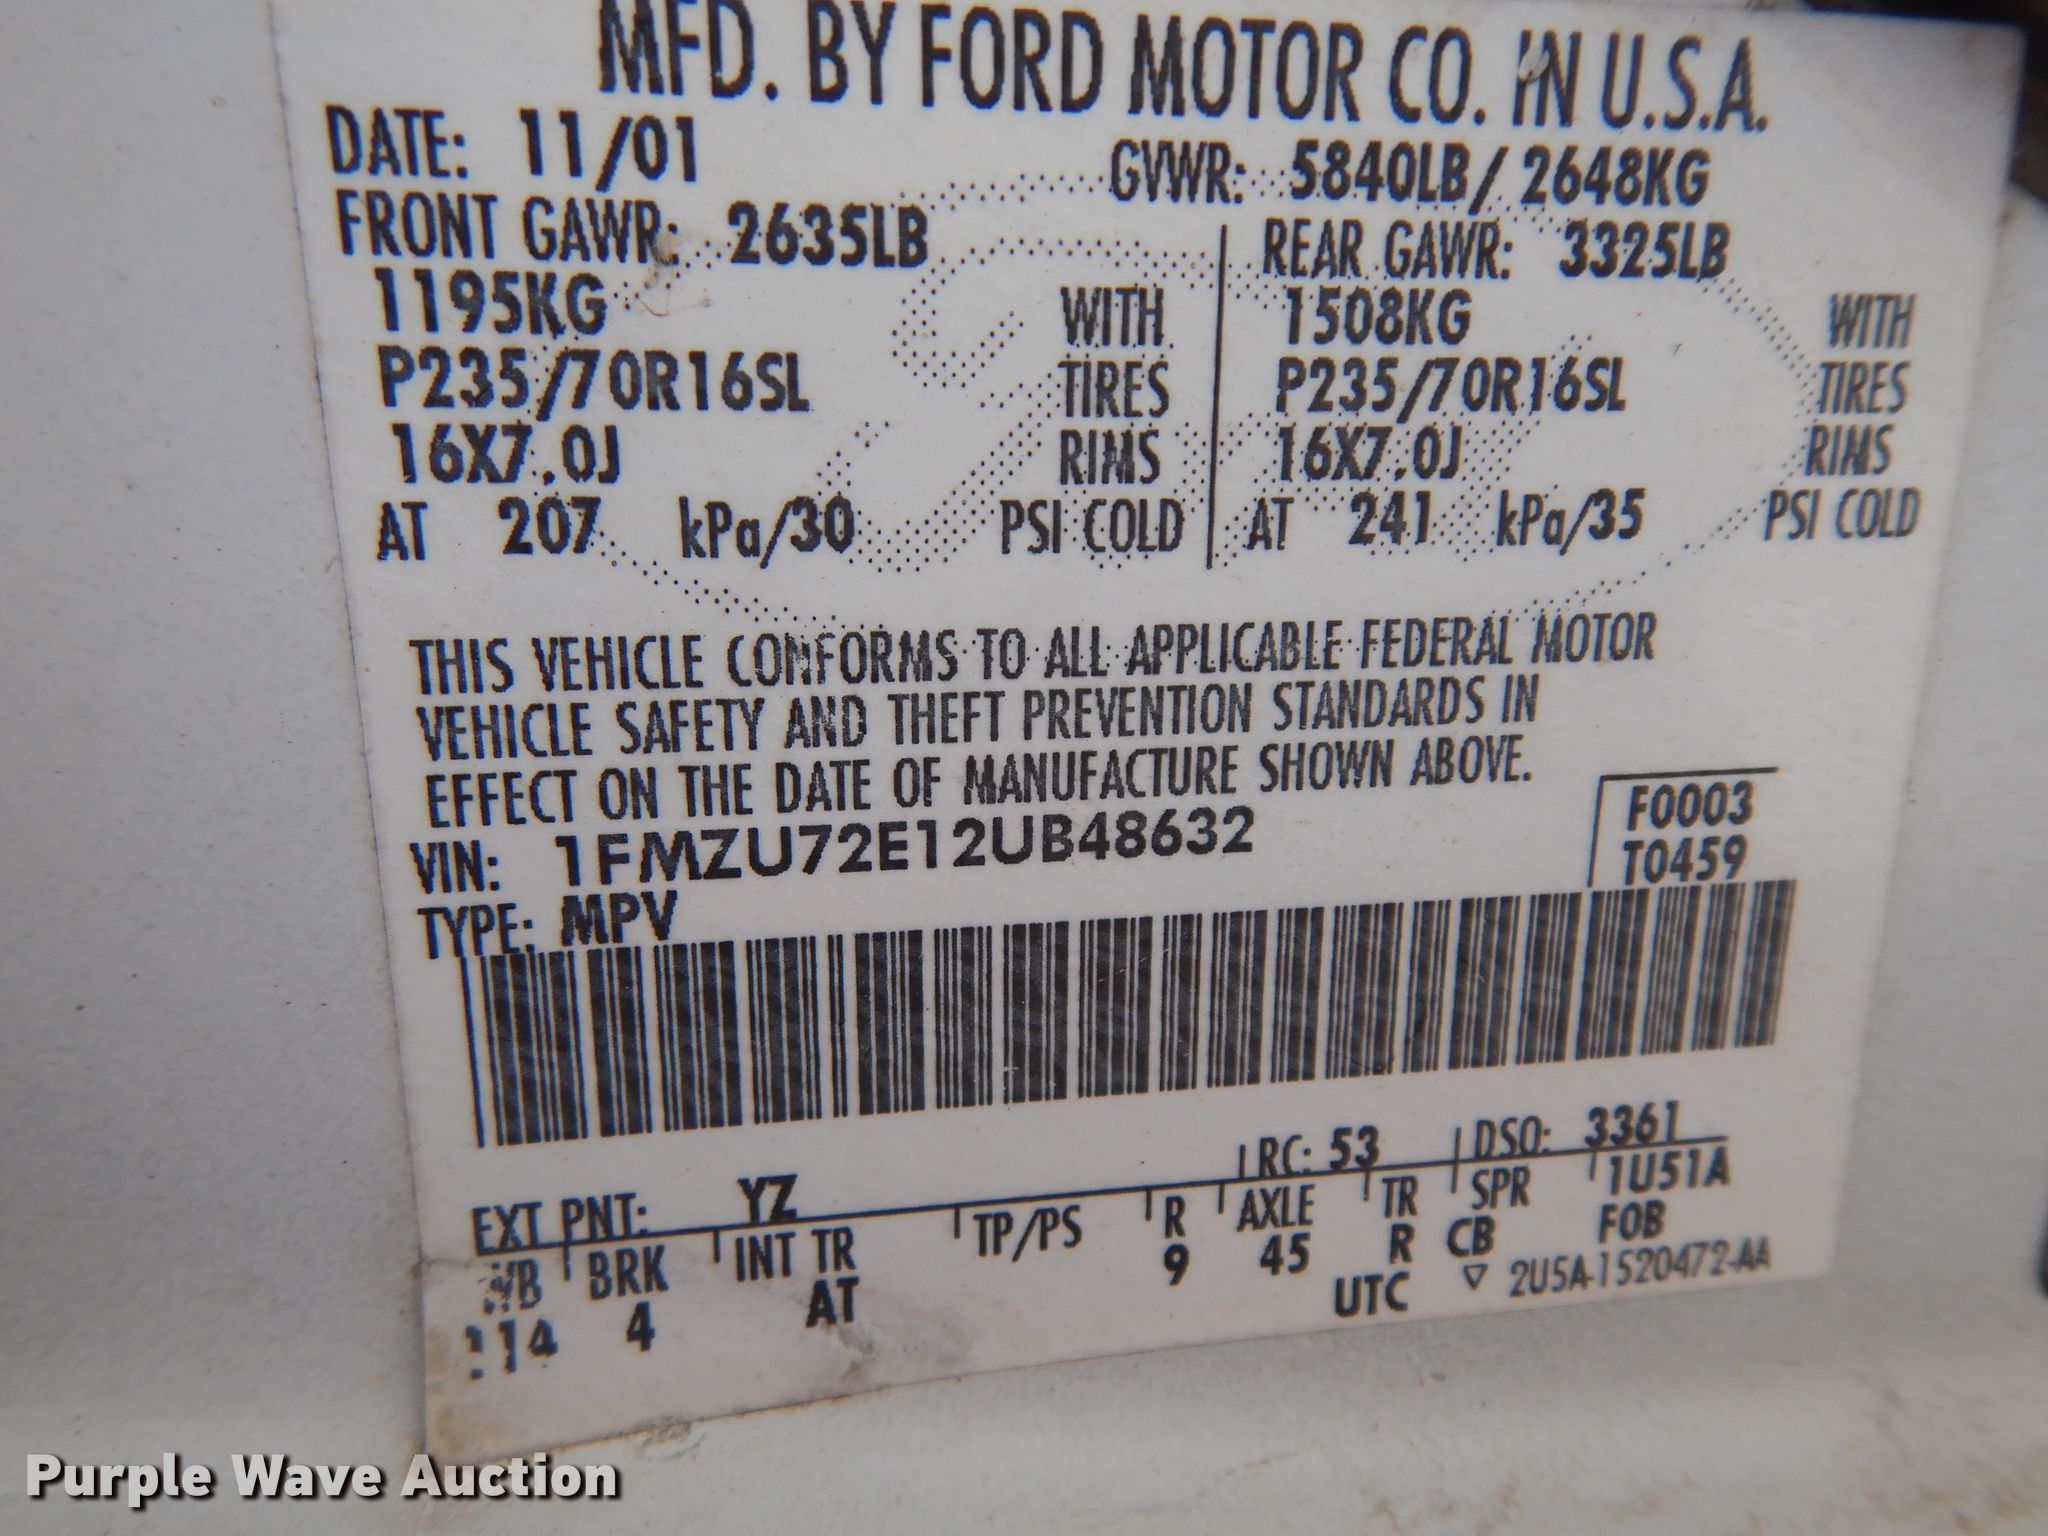 MFD. BY FORD MOTOR CO. IN U.S.A.
DATE: 11/01 GVWR: 5840LB/ 2648KG
FRONT GAWR: 2635LB REAR GAWR: 3325LB
1195KG WITH 1508KG WITH
P235/70R16SL TIRES P235/70R16SL TIRES
16X7.0J RIMS 16X7.0J RIMS
AT 207 kPa/30 PSI COLD AT 241 kPa/35 PSI COLD
THIS VEHICLE CONFORMS TO ALL APPLICABLE FEDERAL MOTOR
VEHICLE SAFETY AND THEFT PREVENTION STANDARDS IN
EFFECT ON THE DATE OF MANUFACTURE SHOWN ABOVE.
F0003
VIN: 1FMZU72E12UB48632 T0459
TYPE: MPV
EXT PNT: YZ RC: 53 DSO: 3361
WB BRK INT TR TP/PS R AXLE TR SPR 1U51A
114 4 AT 9 45 R CB FOB
UTC ▽ 2U5A-1520472-AA
Purple Wave Auction